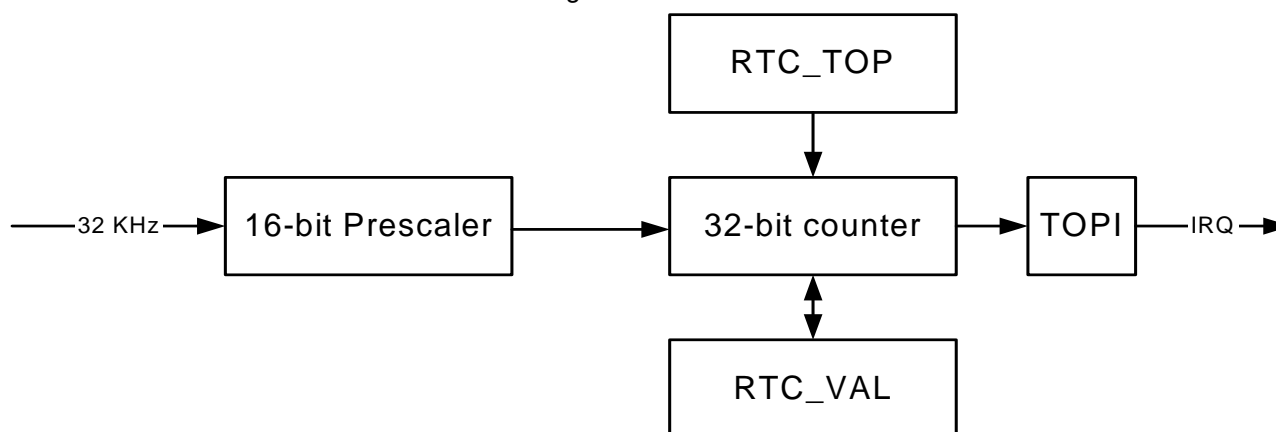 RTC_TOP
32 KHz
16-bit Prescaler
32-bit counter
TOPI
IRQ
RTC_VAL